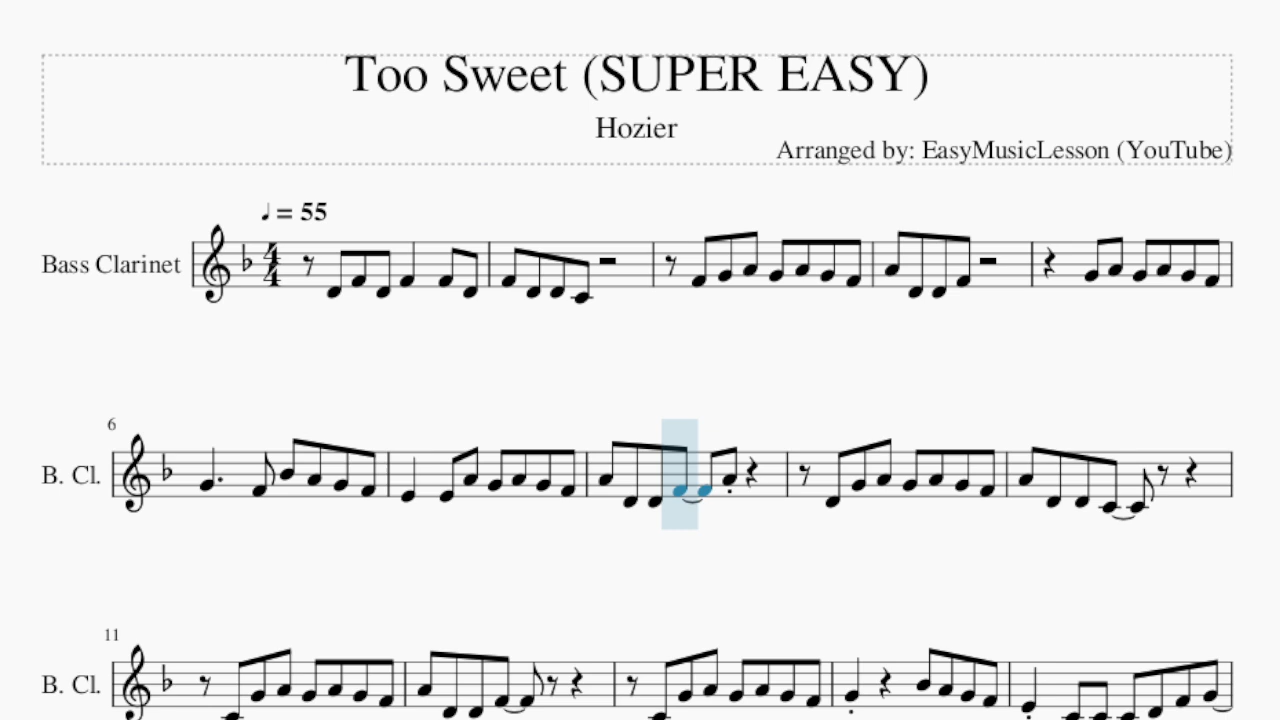 Too Sweet (SUPER EASY)
Hozier
Arranged by: EasyMusicLesson (YouTube)
♩ = 55
Bass Clarinet
4
4
6
B. Cl.
11
B. Cl.